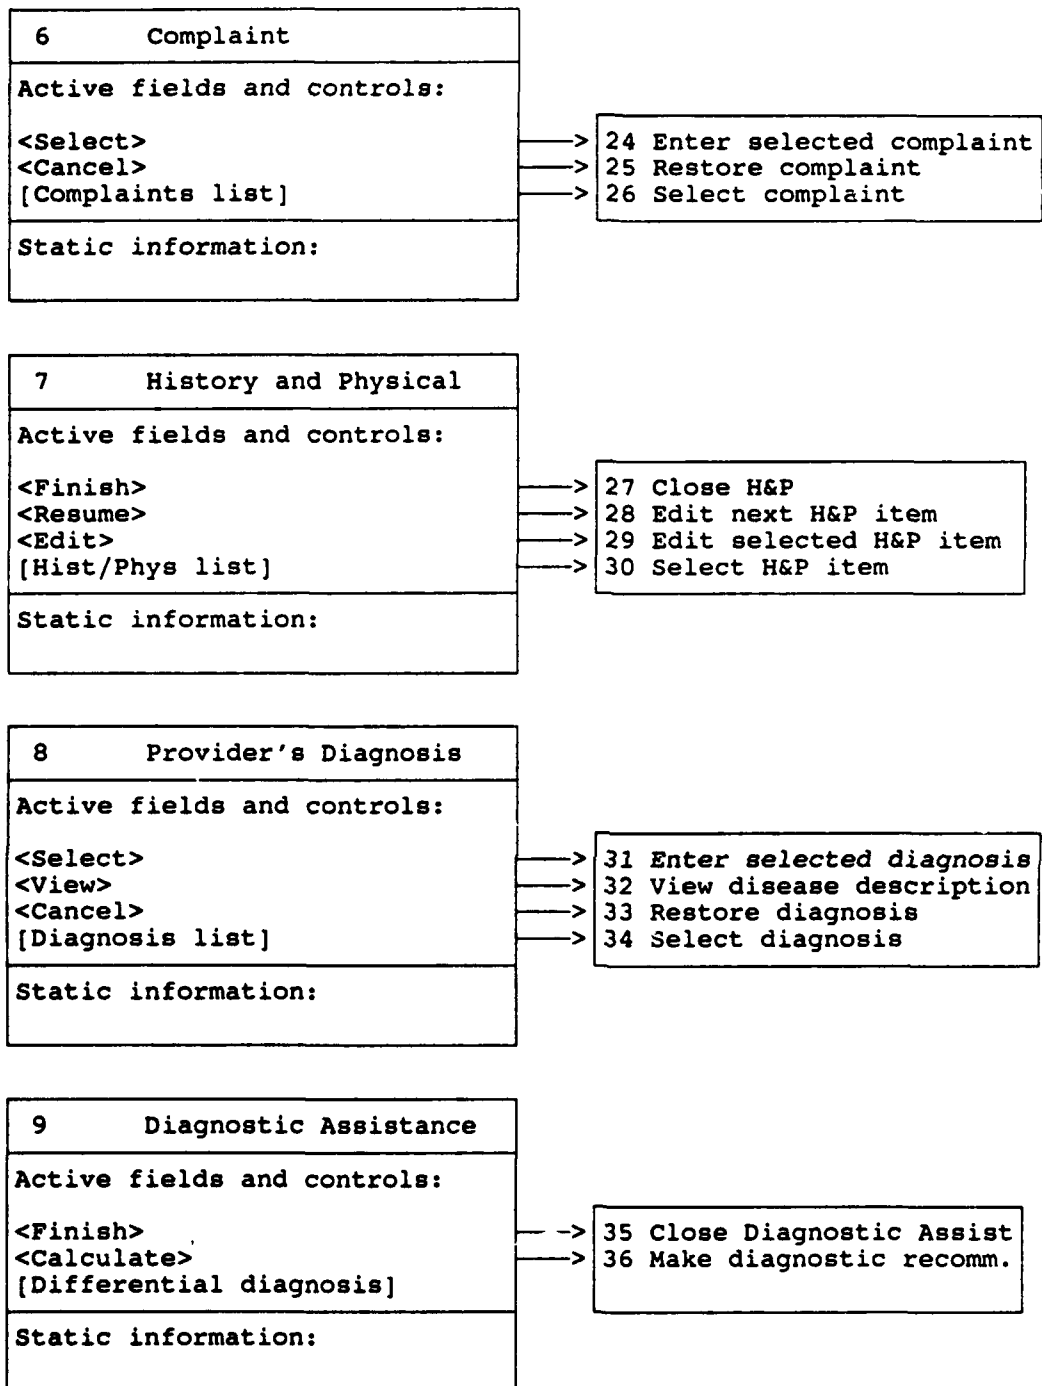 6 Complaint
Active fields and controls:
<Select> ——> 24 Enter selected complaint
<Cancel> ——> 25 Restore complaint
[Complaints list] ——> 26 Select complaint
Static information:
7 History and Physical
Active fields and controls:
<Finish> ——> 27 Close H&P
<Resume> ——> 28 Edit next H&P item
<Edit> ——> 29 Edit selected H&P item
[Hist/Phys list] ——> 30 Select H&P item
Static information:
8 Provider's Diagnosis
Active fields and controls:
<Select> ——> 31 Enter selected diagnosis
<View> ——> 32 View disease description
<Cancel> ——> 33 Restore diagnosis
[Diagnosis list] ——> 34 Select diagnosis
Static information:
9 Diagnostic Assistance
Active fields and controls:
<Finish> ——> 35 Close Diagnostic Assist
<Calculate> ——> 36 Make diagnostic recomm.
[Differential diagnosis]
Static information: